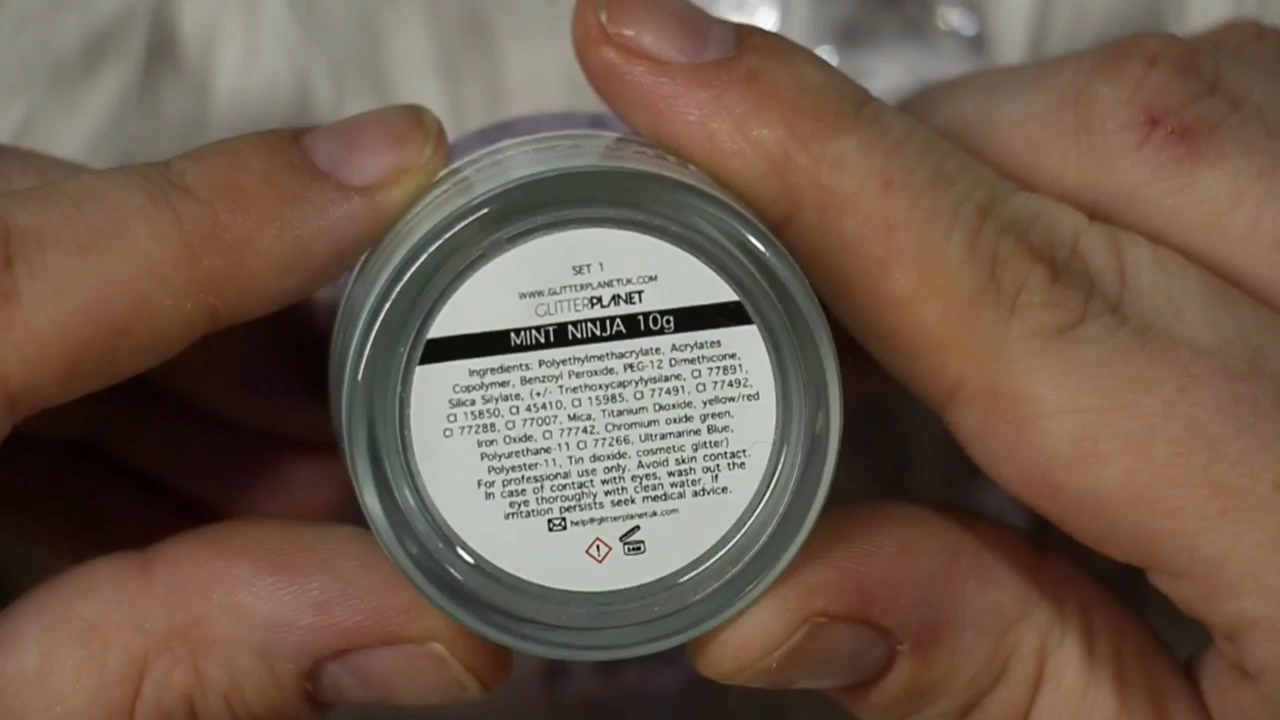 SET 1
WWW.GLITTERPLANETUK.COM
GLITTERPLANET
MINT NINJA 10g
Ingredients: Polyethylmethacrylate, Acrylates
Copolymer, Benzoyl Peroxide, PEG-12 Dimethicone,
Silica Silylate, (+/- Triethoxycaprylyisilane, CI 77891,
CI 15850, CI 45410, CI 15985, CI 77491, CI 77492,
CI 77288, CI 77007, Mica, Titanium Dioxide, yellow/red
Iron Oxide, CI 77742, Chromium oxide green,
Polyurethane-11 CI 77266, Ultramarine Blue,
Polyester-11, Tin dioxide, cosmetic glitter)
For professional use only. Avoid skin contact.
In case of contact with eyes, wash out the
eye thoroughly with clean water. If
irritation persists seek medical advice.
help@glitterplanetuk.com
24M